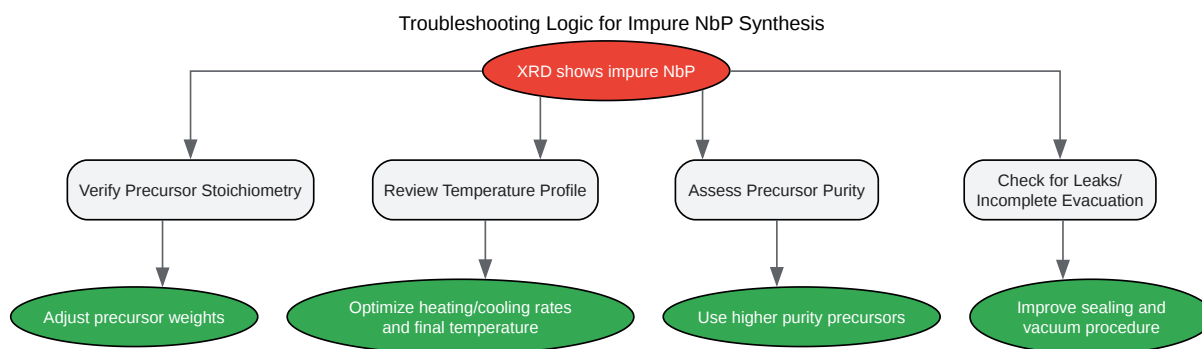 Troubleshooting Logic for Impure NbP Synthesis
XRD shows impure NbP
Verify Precursor Stoichiometry
Review Temperature Profile
Assess Precursor Purity
Check for Leaks/
Incomplete Evacuation
Adjust precursor weights
Optimize heating/cooling rates
and final temperature
Use higher purity precursors
Improve sealing and
vacuum procedure